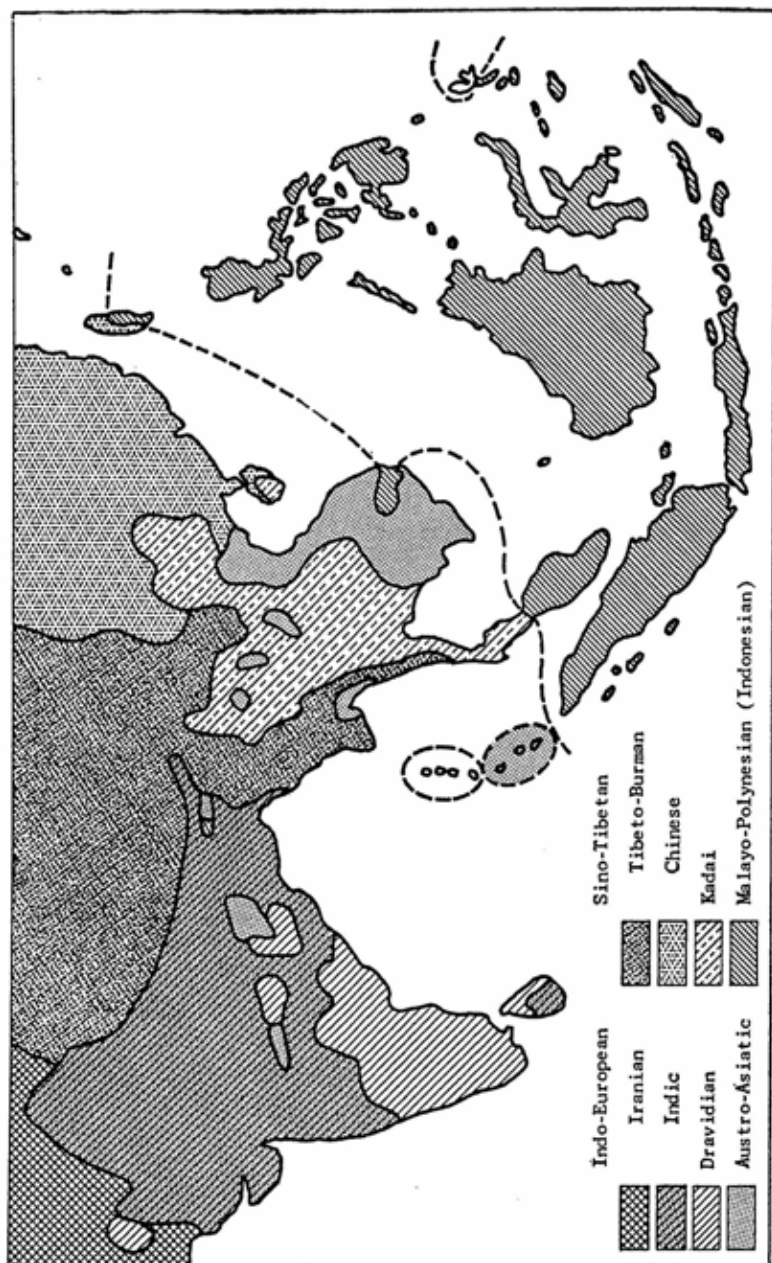 Indo-European
Iranian
Indic
Dravidian
Austro-Asiatic
Sino-Tibetan
Tibeto-Burman
Chinese
Kadai
Malayo-Polynesian (Indonesian)